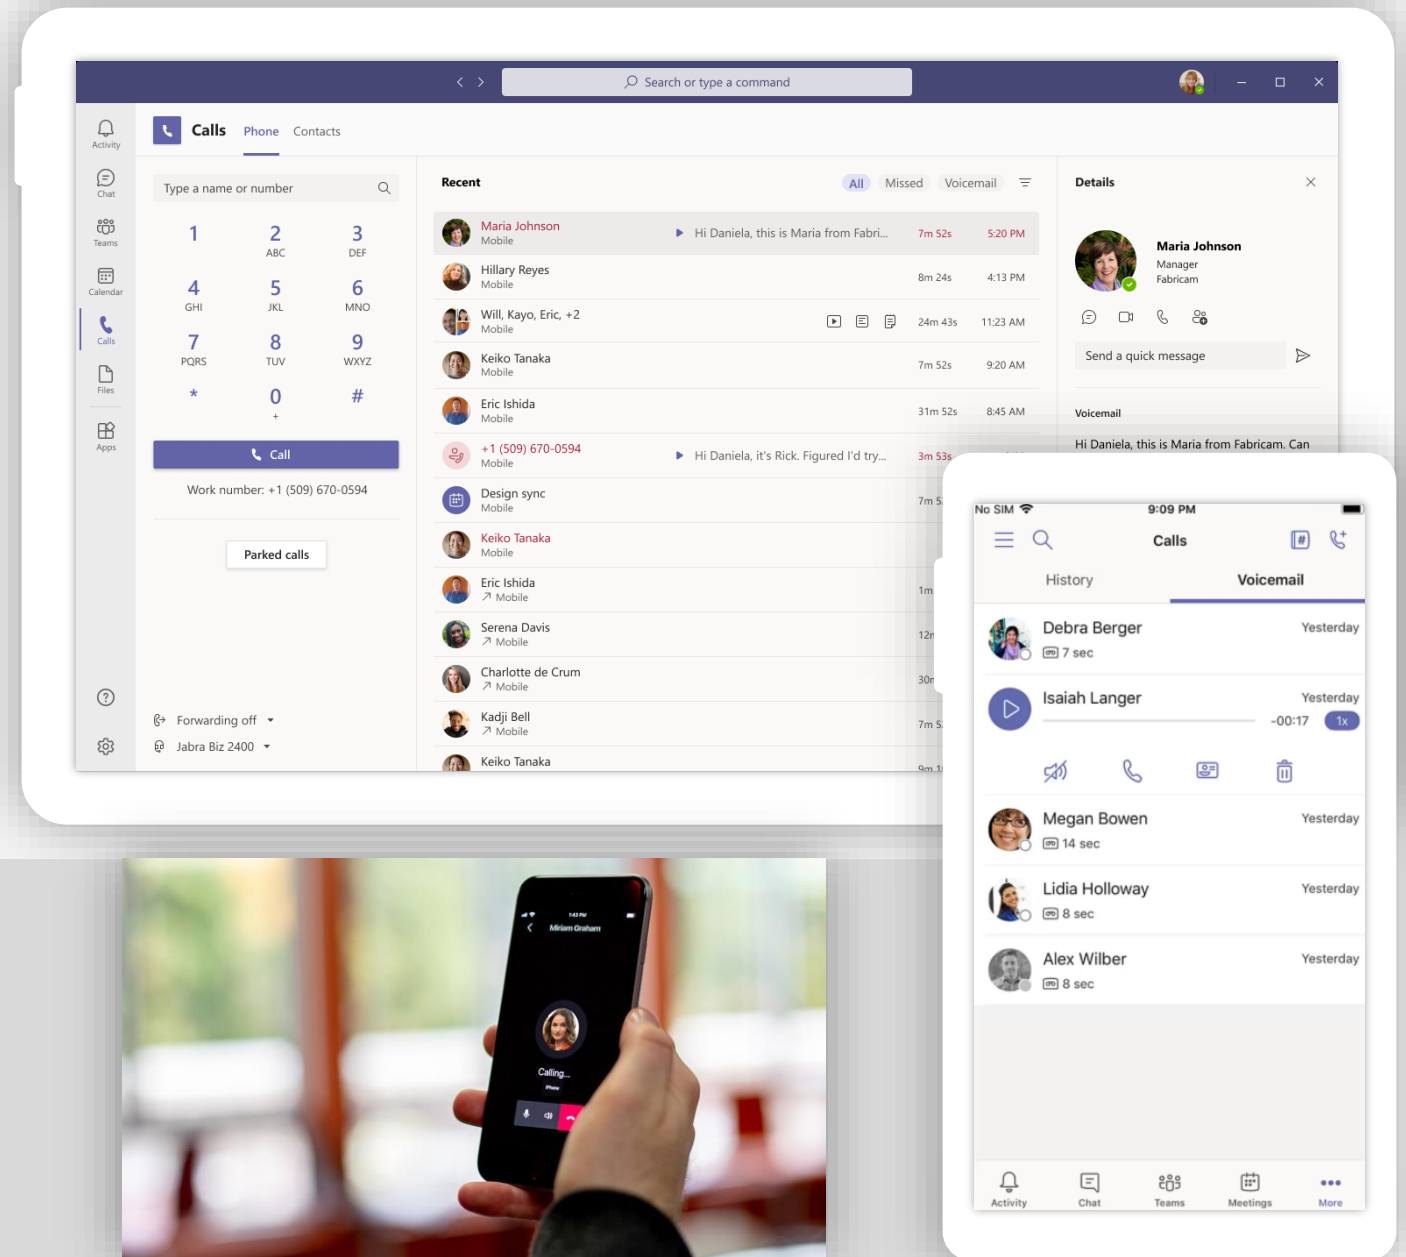 Search or type a command
Activity
Chat
Teams
Calendar
Calls
Files
Apps
Calls Phone Contacts
Type a name or number
1
2 ABC
3 DEF
4 GHI
5 JKL
6 MNO
7 PQRS
8 TUV
9 WXYZ
*
0 +
#
Call
Work number: +1 (509) 670-0594
Parked calls
Forwarding off
Jabra Biz 2400
Recent All Missed Voicemail
Maria Johnson Hi Daniela, this is Maria from Fabri... 7m 52s 5:20 PM
Mobile
Hillary Reyes 8m 24s 4:13 PM
Mobile
Will, Kayo, Eric, +2 24m 43s 11:23 AM
Mobile
Keiko Tanaka 7m 52s 9:20 AM
Mobile
Eric Ishida 31m 52s 8:45 AM
Mobile
+1 (509) 670-0594 Hi Daniela, it's Rick. Figured I'd try... 3m 53s
Mobile
Design sync 7m
Mobile
Keiko Tanaka
Mobile
Eric Ishida 1m
Mobile
Serena Davis
Mobile
Charlotte de Crum
Mobile
Kadji Bell 7m
Mobile
Keiko Tanaka
Details
Maria Johnson
Manager
Fabricam
Send a quick message
Voicemail
Hi Daniela, this is Maria from Fabricam. Can
No SIM 9:09 PM
Calls
#
History Voicemail
Debra Berger Yesterday
7 sec
Isaiah Langer Yesterday
-00:17 1x
Megan Bowen Yesterday
14 sec
Lidia Holloway Yesterday
8 sec
Alex Wilber Yesterday
8 sec
Activity Chat Teams Meetings More
1:43 PM
Miriam Graham
Calling...
iPhone